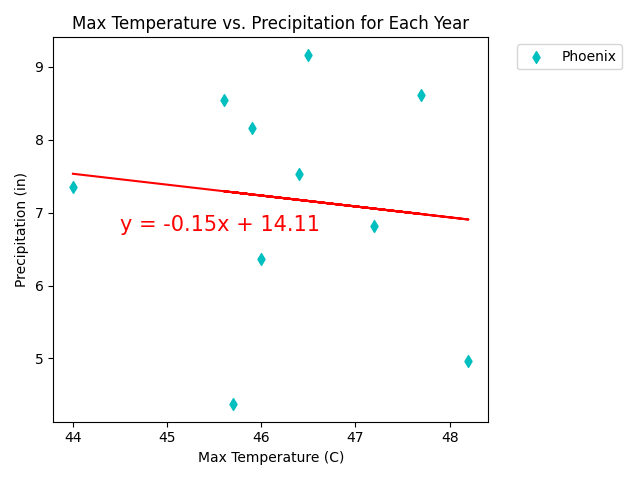 Max Temperature vs. Precipitation for Each Year
Phoenix
9
8
7
6
5
Precipitation (in)
y = -0.15x + 14.11
44 45 46 47 48
Max Temperature (C)